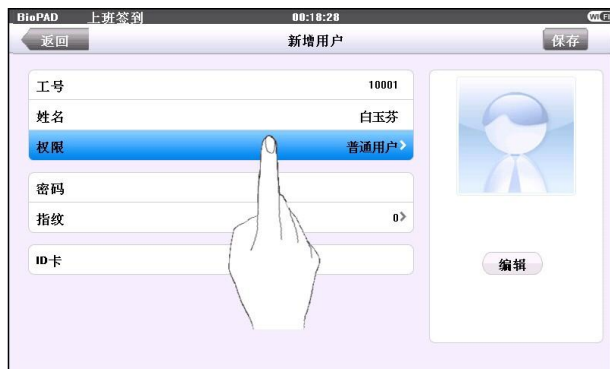 BioPAD 上班签到 00:18:28 WIFI
返回 新增用户 保存
工号 10001
姓名 白玉芬
权限 普通用户
密码
指纹 0
ID卡
编辑